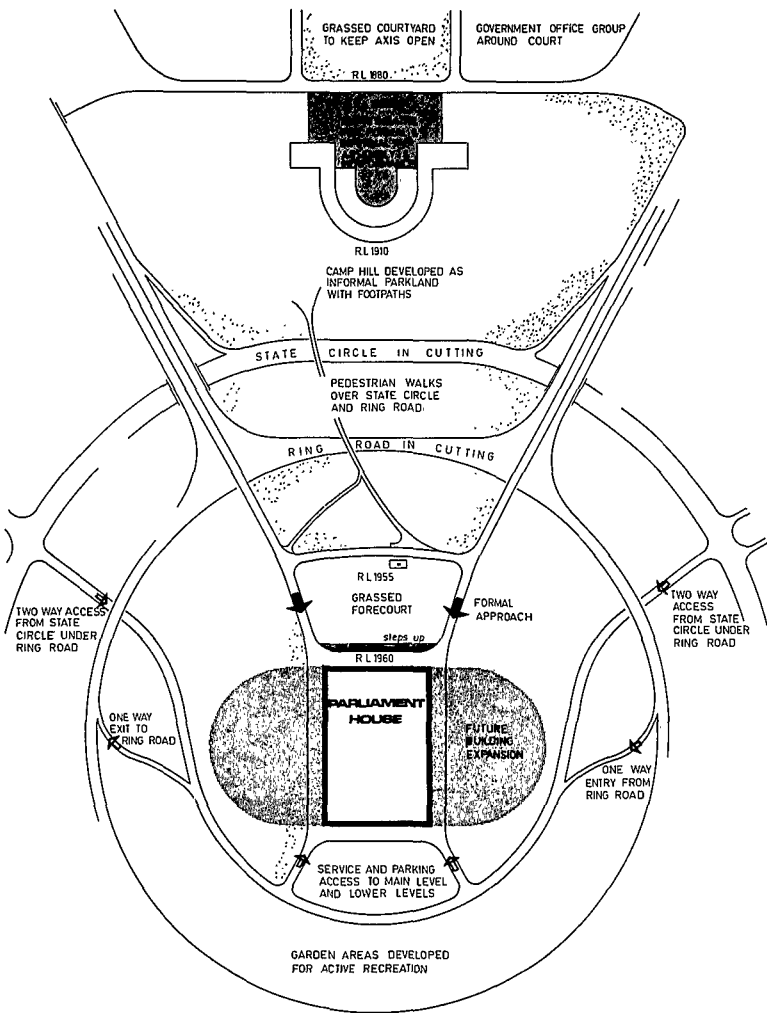 GRASSED COURTYARD
TO KEEP AXIS OPEN
GOVERNMENT OFFICE GROUP
AROUND COURT
RL 1880
RL 1910
CAMP HILL DEVELOPED AS
INFORMAL PARKLAND
WITH FOOTPATHS
STATE CIRCLE IN CUTTING
PEDESTRIAN WALKS
OVER STATE CIRCLE
AND RING ROAD
RING ROAD IN CUTTING
RL 1955
GRASSED
FORECOURT
FORMAL
APPROACH
steps up
RL 1960
TWO WAY ACCESS
FROM STATE
CIRCLE UNDER
RING ROAD
TWO WAY
ACCESS
FROM STATE
CIRCLE UNDER
RING ROAD
PARLIAMENT
HOUSE
FUTURE
BUILDING
EXPANSION
ONE WAY
EXIT TO
RING ROAD
ONE WAY
ENTRY FROM
RING ROAD
SERVICE AND PARKING
ACCESS TO MAIN LEVEL
AND LOWER LEVELS
GARDEN AREAS DEVELOPED
FOR ACTIVE RECREATION